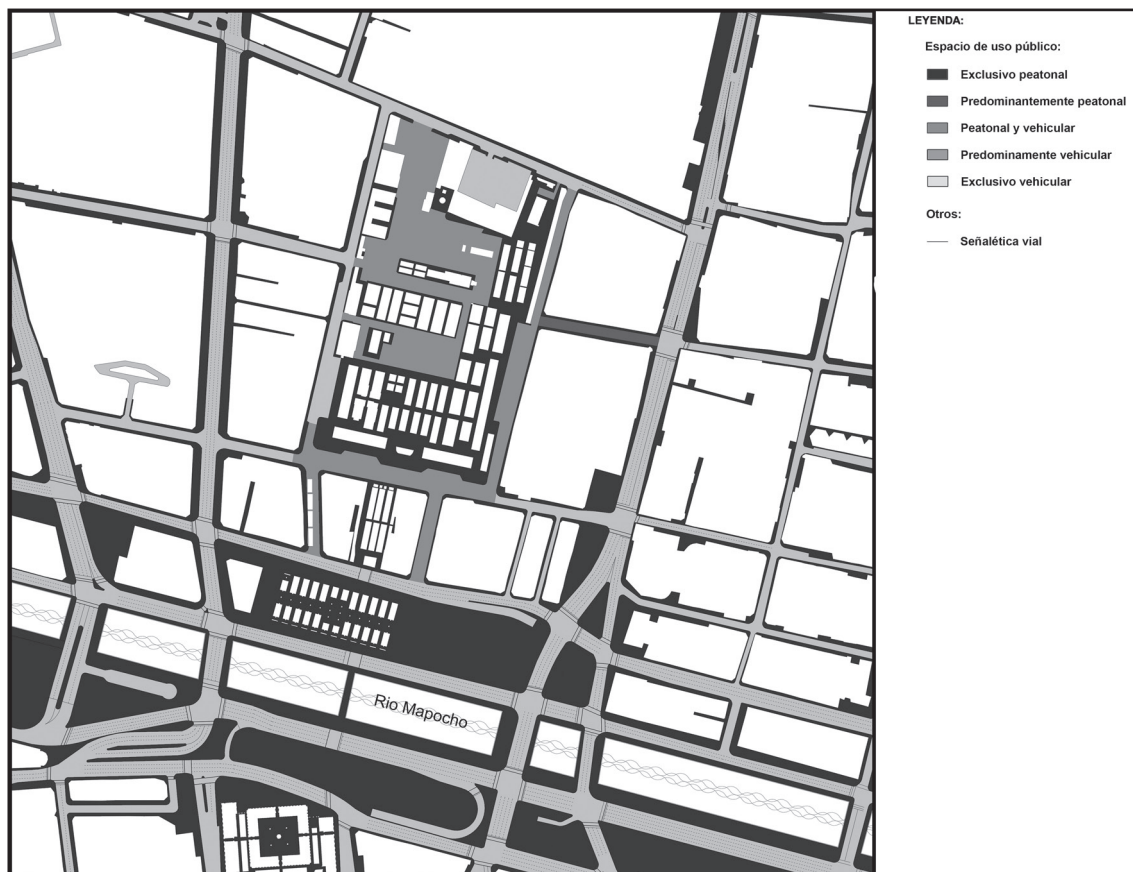 LEYENDA:
Espacio de uso público:
Exclusivo peatonal
Predominantemente peatonal
Peatonal y vehicular
Predominamente vehicular
Exclusivo vehicular
Otros:
Señalética vial
Rio Mapocho